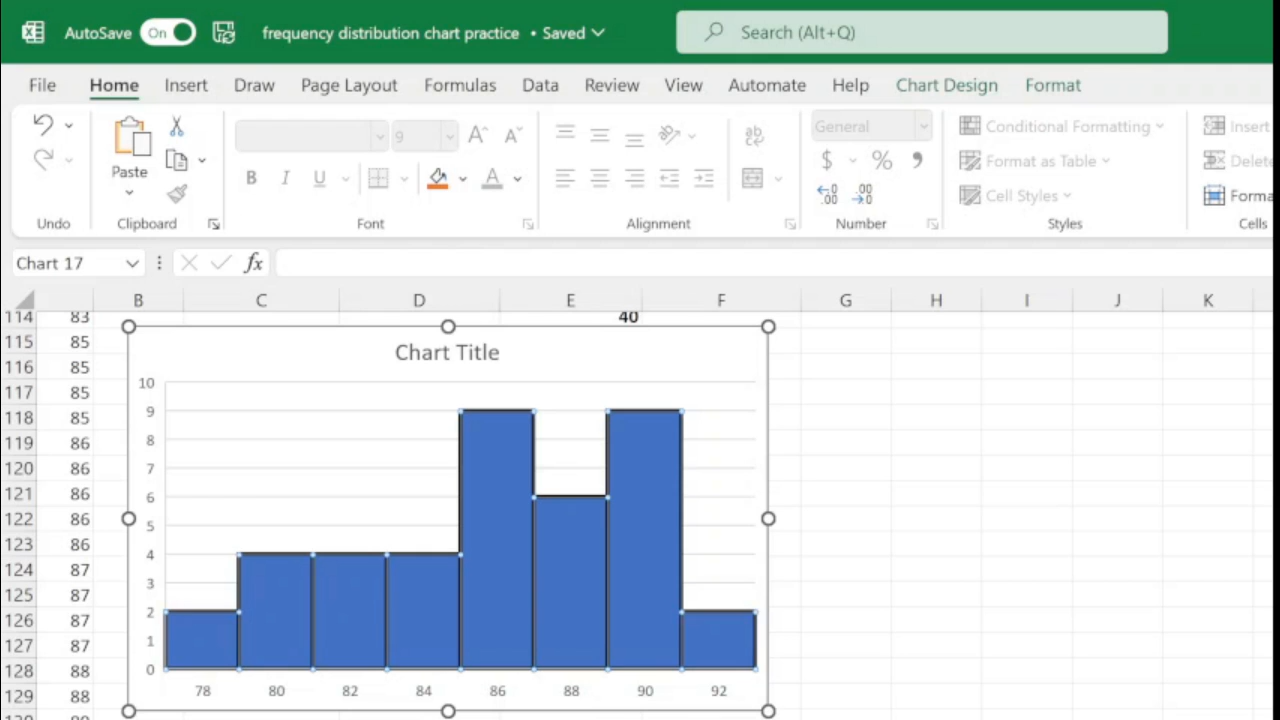 AutoSave On frequency distribution chart practice • Saved Search (Alt+Q)
File Home Insert Draw Page Layout Formulas Data Review View Automate Help Chart Design Format
9 General Conditional Formatting Insert
Paste Format as Table Delete
B I U A $ % Cell Styles Forma
Undo Clipboard Font Alignment Number Styles Cells
Chart 17 fx
B C D E F G H I J K
114 83 40
115 85
116 85
117 85
118 85
119 86
120 86
121 86
122 86
123 86
124 87
125 87
126 87
127 87
128 88
129 88
Chart Title
10
9
8
7
6
5
4
3
2
1
0
78 80 82 84 86 88 90 92